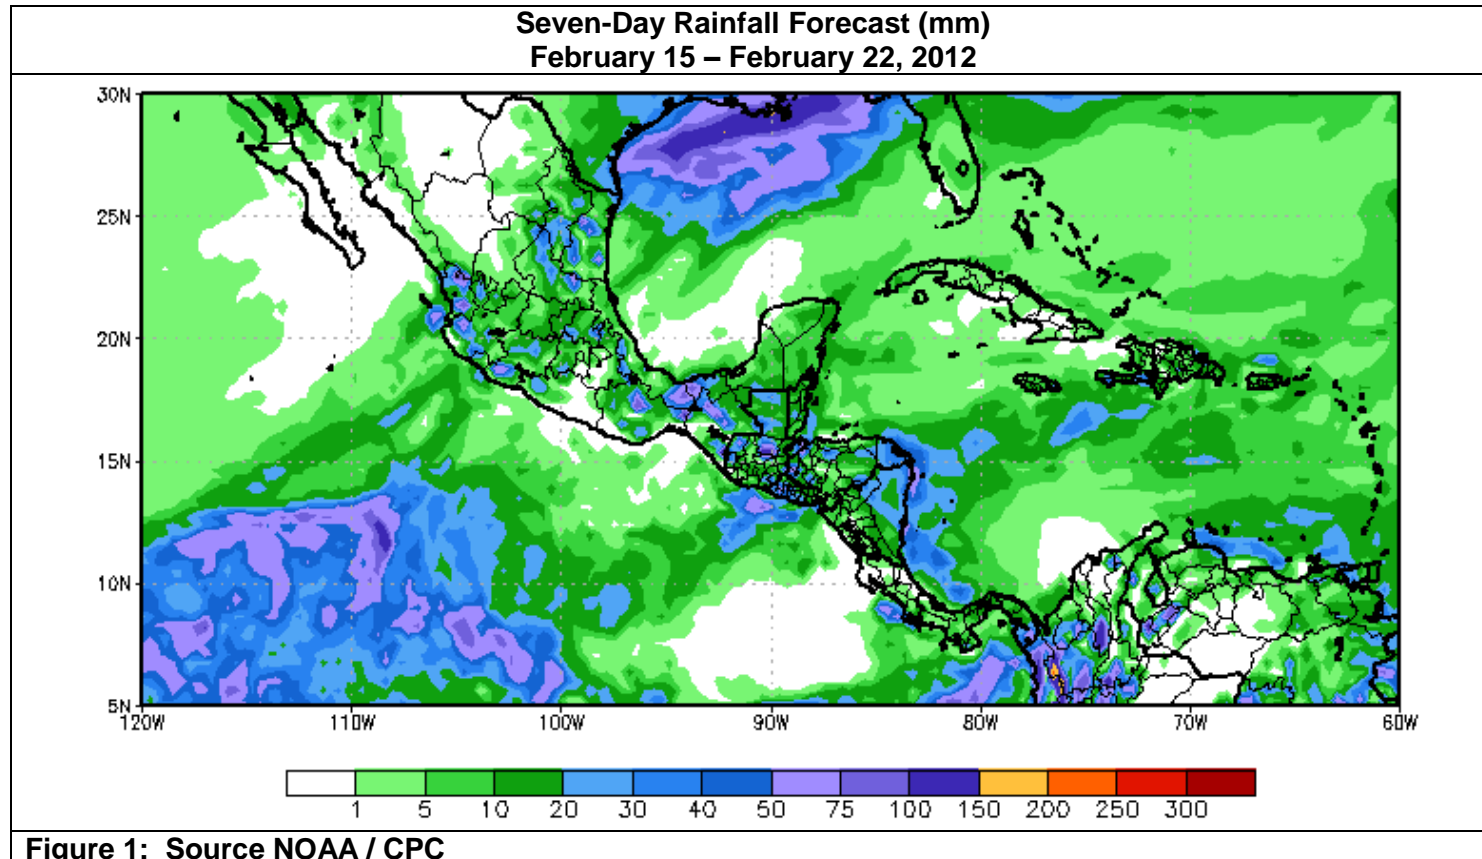 Seven-Day Rainfall Forecast (mm)
February 15 – February 22, 2012
30N
25N
20N
15N
10N
5N
120W 110W 100W 90W 80W 70W 60W
1 5 10 20 30 40 50 75 100 150 200 250 300
Figure 1: Source NOAA / CPC